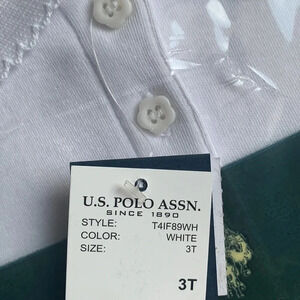 U.S. POLO ASSN.
SINCE 1890
STYLE: T4IF89WH
COLOR: WHITE
SIZE: 3T
3T